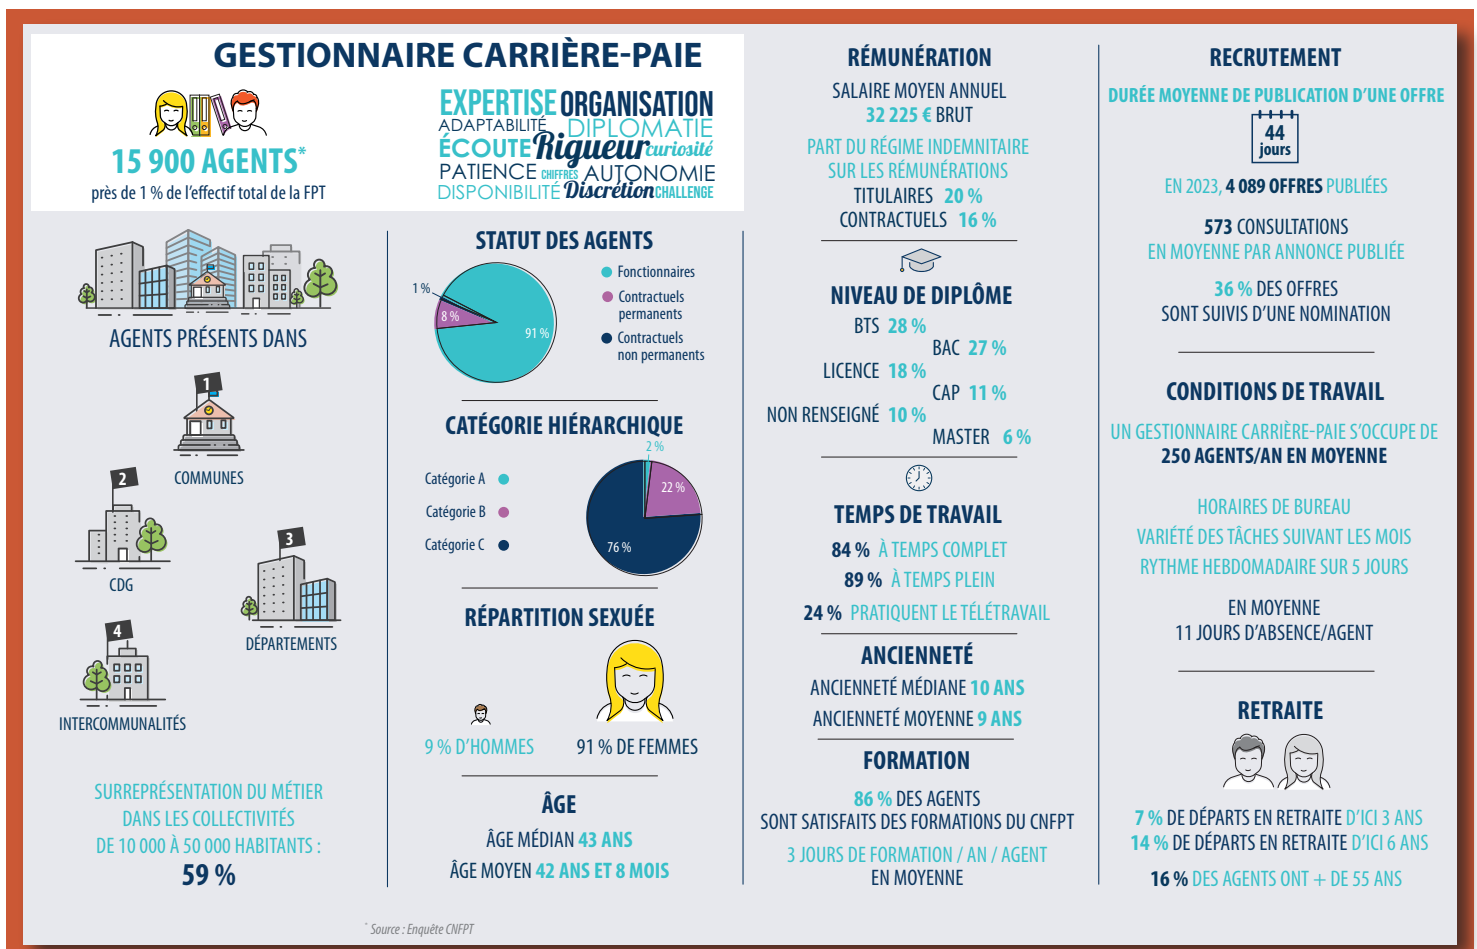 GESTIONNAIRE CARRIÈRE-PAIE
15 900 AGENTS*
près de 1 % de l'effectif total de la FPT
EXPERTISE ORGANISATION
ADAPTABILITÉ DIPLOMATIE
ÉCOUTE Rigueur curiosité
PATIENCE CHIFFRES AUTONOMIE
DISPONIBILITÉ Discrétion CHALLENGE
AGENTS PRÉSENTS DANS
1
COMMUNES
2
CDG
3
DÉPARTEMENTS
4
INTERCOMMUNALITÉS
SURREPRÉSENTATION DU MÉTIER
DANS LES COLLECTIVITÉS
DE 10 000 À 50 000 HABITANTS :
59 %
STATUT DES AGENTS
1 %
8 %
91 %
Fonctionnaires
Contractuels
permanents
Contractuels
non permanents
CATÉGORIE HIÉRARCHIQUE
Catégorie A
Catégorie B
Catégorie C
2 %
22 %
76 %
RÉPARTITION SEXUÉE
9 % D'HOMMES
91 % DE FEMMES
ÂGE
ÂGE MÉDIAN 43 ANS
ÂGE MOYEN 42 ANS ET 8 MOIS
* Source : Enquête CNFPT
RÉMUNÉRATION
SALAIRE MOYEN ANNUEL
32 225 € BRUT
PART DU RÉGIME INDEMNITAIRE
SUR LES RÉMUNÉRATIONS
TITULAIRES 20 %
CONTRACTUELS 16 %
NIVEAU DE DIPLÔME
BTS 28 %
BAC 27 %
LICENCE 18 %
CAP 11 %
NON RENSEIGNÉ 10 %
MASTER 6 %
TEMPS DE TRAVAIL
84 % À TEMPS COMPLET
89 % À TEMPS PLEIN
24 % PRATIQUENT LE TÉLÉTRAVAIL
ANCIENNETÉ
ANCIENNETÉ MÉDIANE 10 ANS
ANCIENNETÉ MOYENNE 9 ANS
FORMATION
86 % DES AGENTS
SONT SATISFAITS DES FORMATIONS DU CNFPT
3 JOURS DE FORMATION / AN / AGENT
EN MOYENNE
RECRUTEMENT
DURÉE MOYENNE DE PUBLICATION D'UNE OFFRE
44
jours
EN 2023, 4 089 OFFRES PUBLIÉES
573 CONSULTATIONS
EN MOYENNE PAR ANNONCE PUBLIÉE
36 % DES OFFRES
SONT SUIVIS D'UNE NOMINATION
CONDITIONS DE TRAVAIL
UN GESTIONNAIRE CARRIÈRE-PAIE S'OCCUPE DE
250 AGENTS/AN EN MOYENNE
HORAIRES DE BUREAU
VARIÉTÉ DES TÂCHES SUIVANT LES MOIS
RYTHME HEBDOMADAIRE SUR 5 JOURS
EN MOYENNE
11 JOURS D'ABSENCE/AGENT
RETRAITE
7 % DE DÉPARTS EN RETRAITE D'ICI 3 ANS
14 % DE DÉPARTS EN RETRAITE D'ICI 6 ANS
16 % DES AGENTS ONT + DE 55 ANS